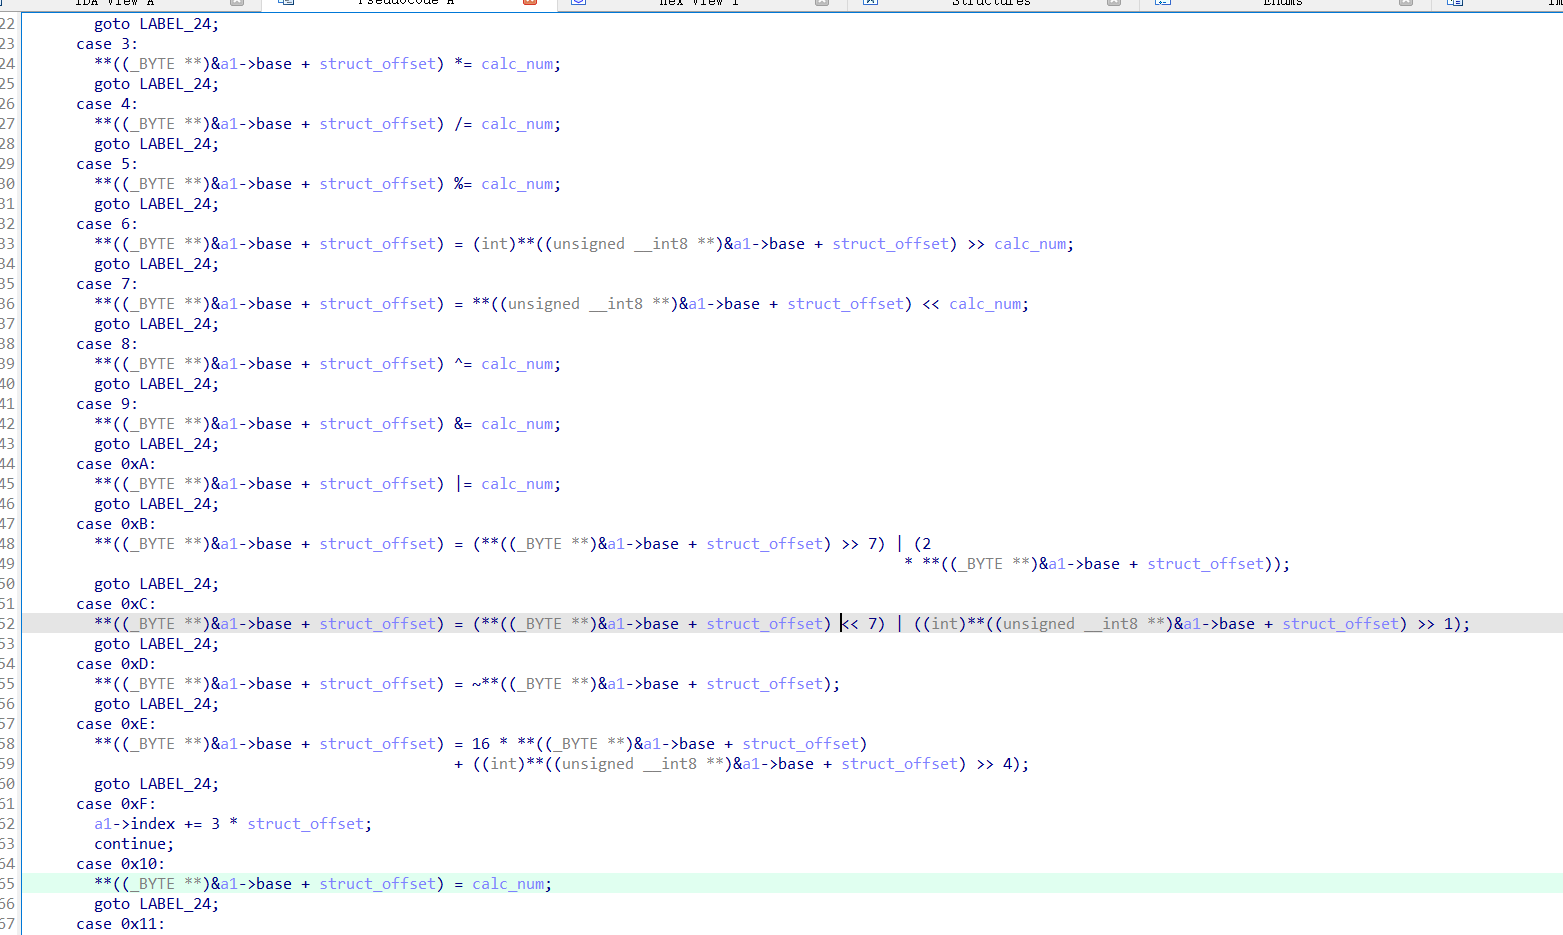 IDA View-A Pseudocode-A Hex View-1 Structures Enums Im
22 goto LABEL_24;
23 case 3:
24 **((_BYTE **)&a1->base + struct_offset) *= calc_num;
25 goto LABEL_24;
26 case 4:
27 **((_BYTE **)&a1->base + struct_offset) /= calc_num;
28 goto LABEL_24;
29 case 5:
30 **((_BYTE **)&a1->base + struct_offset) %= calc_num;
31 goto LABEL_24;
32 case 6:
33 **((_BYTE **)&a1->base + struct_offset) = (int)**((unsigned __int8 **)&a1->base + struct_offset) >> calc_num;
34 goto LABEL_24;
35 case 7:
36 **((_BYTE **)&a1->base + struct_offset) = **((unsigned __int8 **)&a1->base + struct_offset) << calc_num;
37 goto LABEL_24;
38 case 8:
39 **((_BYTE **)&a1->base + struct_offset) ^= calc_num;
40 goto LABEL_24;
41 case 9:
42 **((_BYTE **)&a1->base + struct_offset) &= calc_num;
43 goto LABEL_24;
44 case 0xA:
45 **((_BYTE **)&a1->base + struct_offset) |= calc_num;
46 goto LABEL_24;
47 case 0xB:
48 **((_BYTE **)&a1->base + struct_offset) = (**((_BYTE **)&a1->base + struct_offset) >> 7) | (2
49 * **((_BYTE **)&a1->base + struct_offset));
50 goto LABEL_24;
51 case 0xC:
52 **((_BYTE **)&a1->base + struct_offset) = (**((_BYTE **)&a1->base + struct_offset) << 7) | ((int)**((unsigned __int8 **)&a1->base + struct_offset) >> 1);
53 goto LABEL_24;
54 case 0xD:
55 **((_BYTE **)&a1->base + struct_offset) = ~**((_BYTE **)&a1->base + struct_offset);
56 goto LABEL_24;
57 case 0xE:
58 **((_BYTE **)&a1->base + struct_offset) = 16 * **((_BYTE **)&a1->base + struct_offset)
59 + ((int)**((unsigned __int8 **)&a1->base + struct_offset) >> 4);
60 goto LABEL_24;
61 case 0xF:
62 a1->index += 3 * struct_offset;
63 continue;
64 case 0x10:
65 **((_BYTE **)&a1->base + struct_offset) = calc_num;
66 goto LABEL_24;
67 case 0x11: